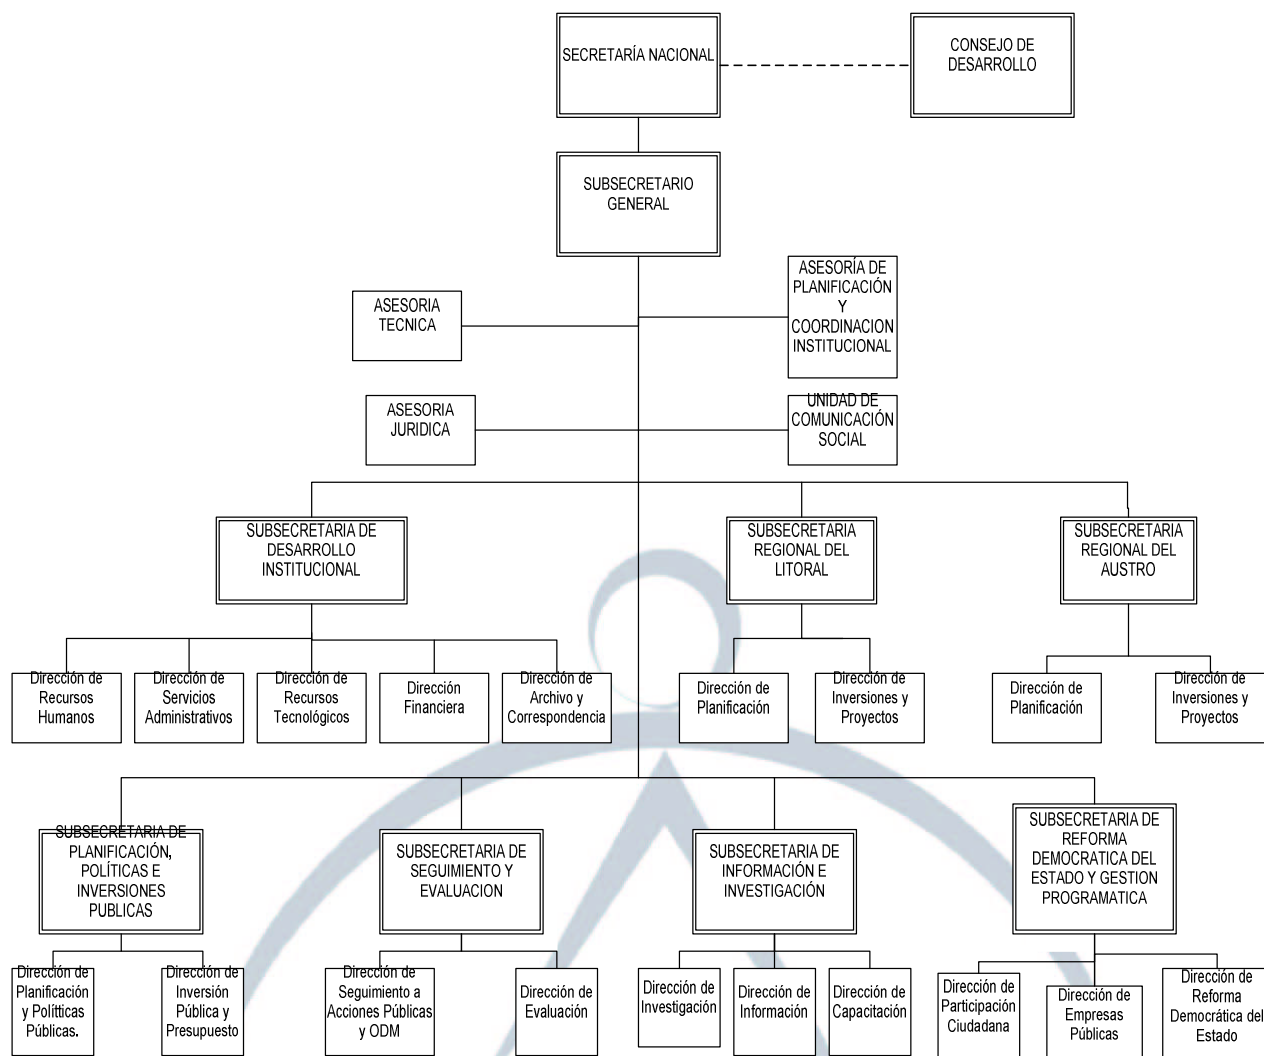 SECRETARÍA NACIONAL
CONSEJO DE
DESARROLLO
SUBSECRETARIO
GENERAL
ASESORIA
TECNICA
ASESORÍA DE
PLANIFICACIÓN
Y
COORDINACION
INSTITUCIONAL
ASESORIA
JURIDICA
UNIDAD DE
COMUNICACIÓN
SOCIAL
SUBSECRETARIA DE
DESARROLLO
INSTITUCIONAL
SUBSECRETARIA
REGIONAL DEL
LITORAL
SUBSECRETARIA
REGIONAL DEL
AUSTRO
Dirección de
Recursos
Humanos
Dirección de
Servicios
Administrativos
Dirección de
Recursos
Tecnológicos
Dirección
Financiera
Dirección de
Archivo y
Correspondencia
Dirección de
Planificación
Dirección de
Inversiones y
Proyectos
Dirección de
Planificación
Dirección de
Inversiones y
Proyectos
SUBSECRETARIA DE
PLANIFICACIÓN,
POLÍTICAS E
INVERSIONES
PUBLICAS
SUBSECRETARIA DE
SEGUIMIENTO Y
EVALUACION
SUBSECRETARIA DE
INFORMACIÓN E
INVESTIGACIÓN
SUBSECRETARIA DE
REFORMA
DEMOCRATICA DEL
ESTADO Y GESTION
PROGRAMATICA
Dirección de
Planificación
y Polítticas
Públicas.
Dirección de
Inversión
Pública y
Presupuesto
Dirección de
Seguimiento a
Acciones Públicas
y ODM
Dirección de
Evaluación
Dirección de
Investigación
Dirección de
Información
Dirección de
Capacitación
Dirección de
Participación
Ciudadana
Dirección de
Empresas
Públicas
Dirección de
Reforma
Democrática del
Estado